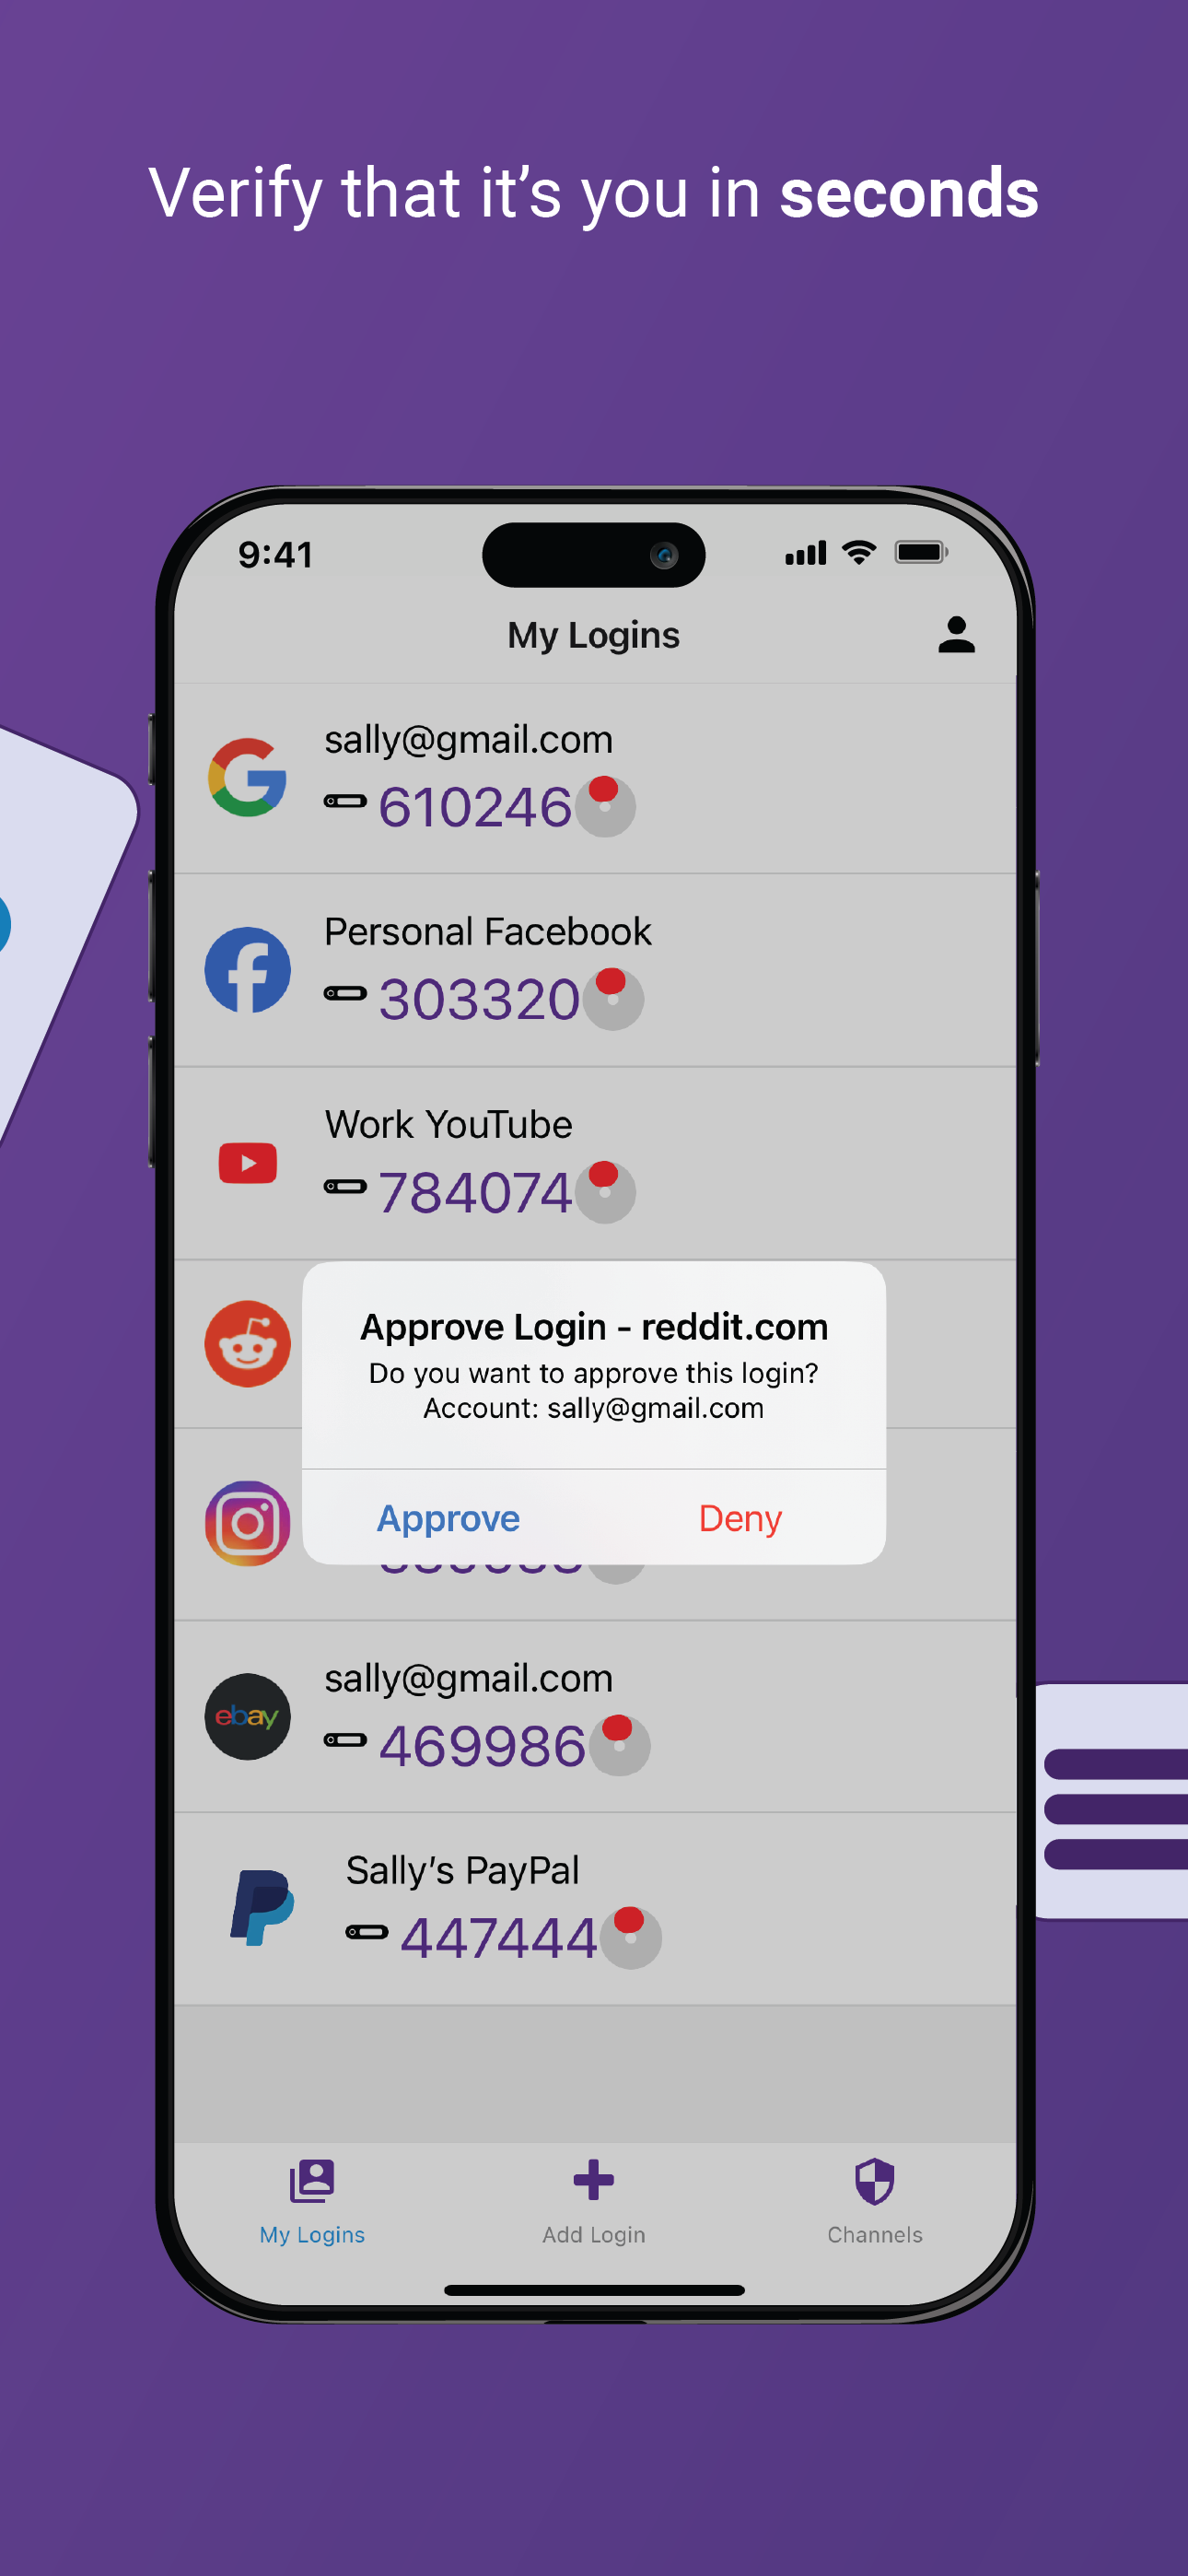 Verify that it’s you in seconds
9:41
My Logins
sally@gmail.com
610246
Personal Facebook
303320
Work YouTube
784074
Approve Login - reddit.com
Do you want to approve this login?
Account: sally@gmail.com
Approve Deny
sally@gmail.com
ebay
469986
Sally’s PayPal
447444
My Logins Add Login Channels